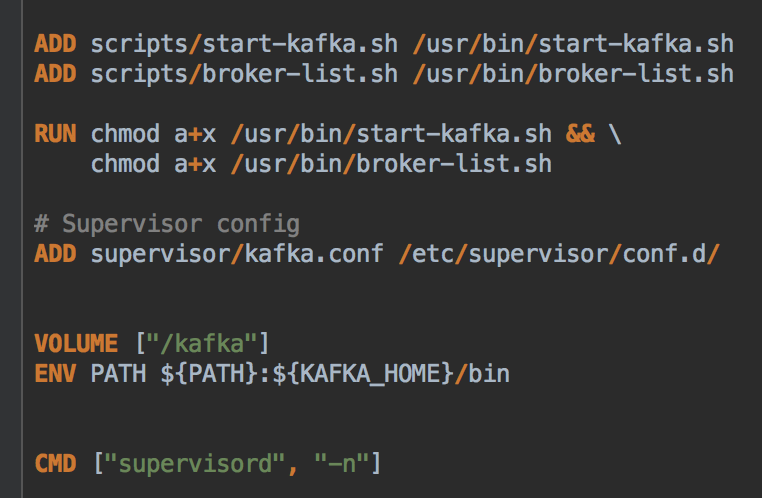 ADD scripts/start-kafka.sh /usr/bin/start-kafka.sh
ADD scripts/broker-list.sh /usr/bin/broker-list.sh
RUN chmod a+x /usr/bin/start-kafka.sh && \
chmod a+x /usr/bin/broker-list.sh
# Supervisor config
ADD supervisor/kafka.conf /etc/supervisor/conf.d/
VOLUME ["/kafka"]
ENV PATH ${PATH}:${KAFKA_HOME}/bin
CMD ["supervisord", "-n"]